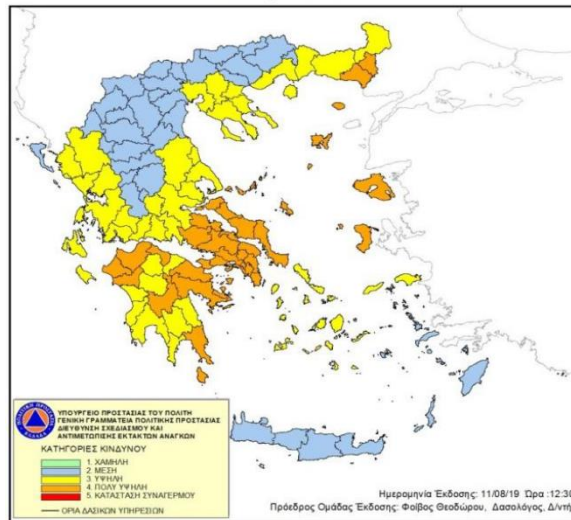 ΥΠΟΥΡΓΕΙΟ ΠΡΟΣΤΑΣΙΑΣ ΤΟΥ ΠΟΛΙΤΗ
ΓΕΝΙΚΗ ΓΡΑΜΜΑΤΕΙΑ ΠΟΛΙΤΙΚΗΣ ΠΡΟΣΤΑΣΙΑΣ
ΔΙΕΥΘΥΝΣΗ ΣΧΕΔΙΑΣΜΟΥ ΚΑΙ
ΑΝΤΙΜΕΤΩΠΙΣΗΣ ΕΚΤΑΚΤΩΝ ΑΝΑΓΚΩΝ
ΚΑΤΗΓΟΡΙΕΣ ΚΙΝΔΥΝΟΥ
1. ΧΑΜΗΛΗ
2. ΜΕΣΗ
3. ΥΨΗΛΗ
4. ΠΟΛΥ ΥΨΗΛΗ
5. ΚΑΤΑΣΤΑΣΗ ΣΥΝΑΓΕΡΜΟΥ
ΟΡΙΑ ΔΑΣΙΚΩΝ ΥΠΗΡΕΣΙΩΝ
Ημερομηνία Έκδοσης: 11/08/19 Ώρα :12:30
Πρόεδρος Ομάδας Έκδοσης: Φοίβος Θεοδώρου, Δασολόγος, Δ/ντή